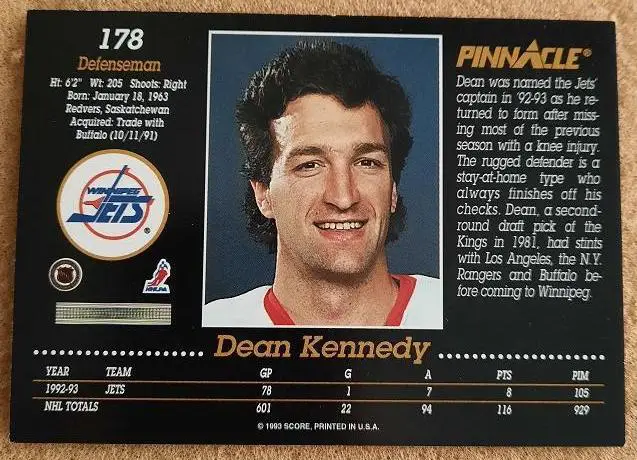 178
Defenseman
Ht: 6'2" Wt: 205 Shoots: Right
Born: January 18, 1963
Redvers, Saskatchewan
Acquired: Trade with
Buffalo (10/11/91)
WINNIPEG
JETS
®
NHL
NHLPA
PINNACLE®
Dean was named the Jets'
captain in '92-93 as he re-
turned to form after miss-
ing most of the previous
season with a knee injury.
The rugged defender is a
stay-at-home type who
always finishes off his
checks. Dean, a second-
round draft pick of the
Kings in 1981, had stints
with Los Angeles, the N.Y.
Rangers and Buffalo be-
fore coming to Winnipeg.
Dean Kennedy
YEAR TEAM GP G A PTS PIM
1992-93 JETS 78 1 7 8 105
NHL TOTALS 601 22 94 116 929
© 1993 SCORE, PRINTED IN U.S.A.